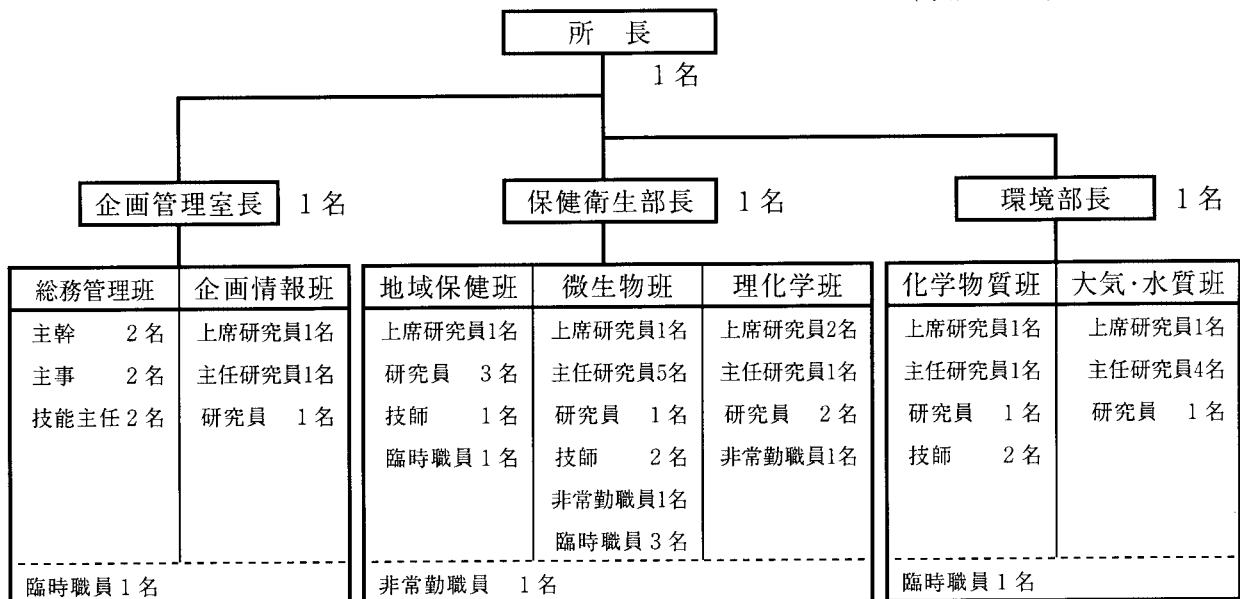 所 長
1名
企画管理室長 1名
保健衛生部長 1名
環境部長 1名
総務管理班
主幹 2名
主事 2名
技能主任2名
企画情報班
上席研究員1名
主任研究員1名
研究員 1名
臨時職員1名
地域保健班
上席研究員1名
研究員 3名
技師 1名
臨時職員1名
微生物班
上席研究員1名
主任研究員5名
研究員 1名
技師 2名
非常勤職員1名
臨時職員3名
理化学班
上席研究員2名
主任研究員1名
研究員 2名
非常勤職員1名
非常勤職員 1名
化学物質班
上席研究員1名
主任研究員1名
研究員 1名
技師 2名
大気・水質班
上席研究員1名
主任研究員4名
研究員 1名
臨時職員1名